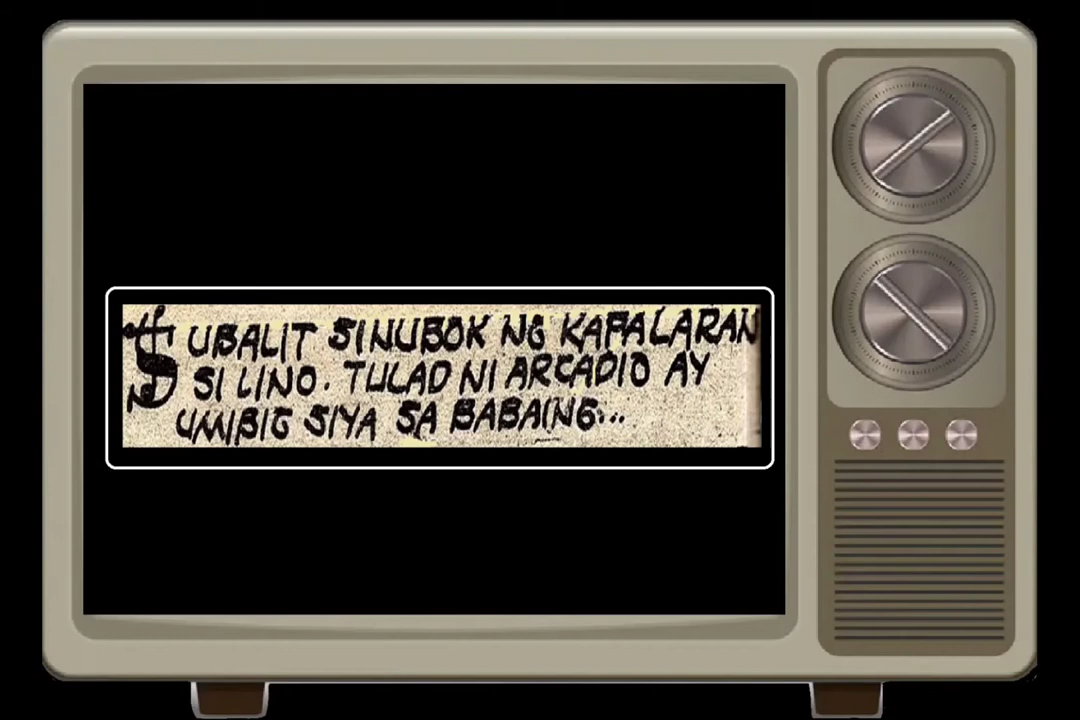 SUBALIT SINUBOK NG KAPALARAN
SI LINO. TULAD NI ARCADIO AY
UMIBIG SIYA SA BABAING...